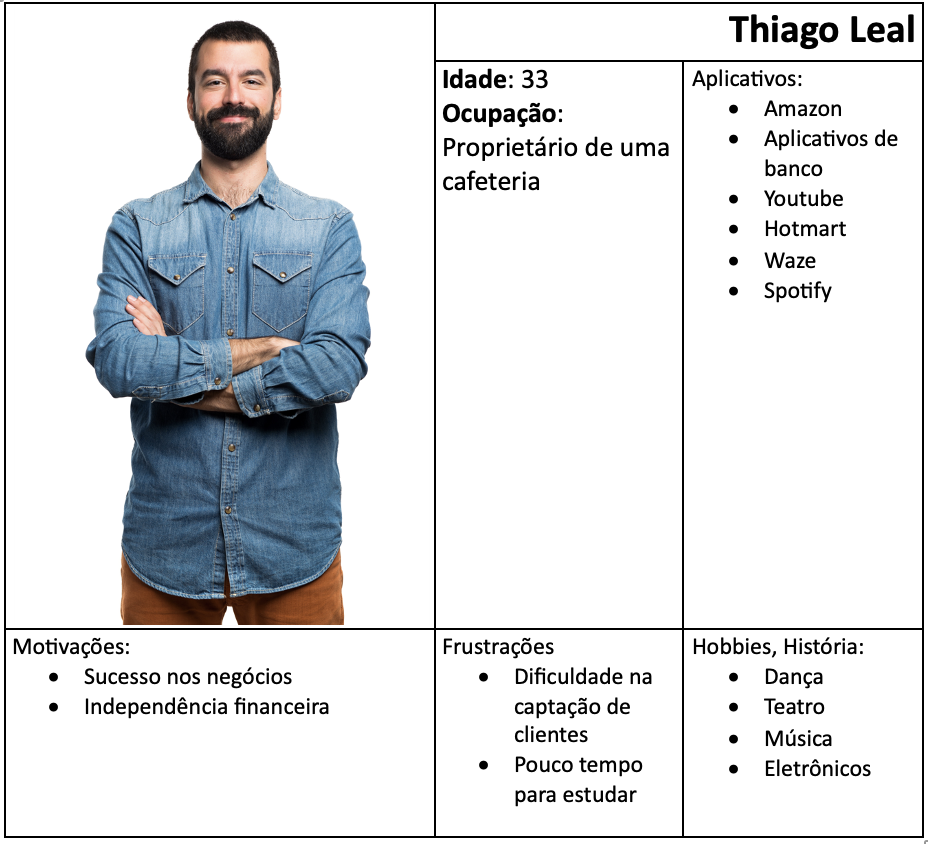 Thiago Leal
Idade: 33
Ocupação:
Proprietário de uma
cafeteria
Aplicativos:
• Amazon
• Aplicativos de
banco
• Youtube
• Hotmart
• Waze
• Spotify
Motivações:
• Sucesso nos negócios
• Independência financeira
Frustrações
• Dificuldade na
captação de
clientes
• Pouco tempo
para estudar
Hobbies, História:
• Dança
• Teatro
• Música
• Eletrônicos